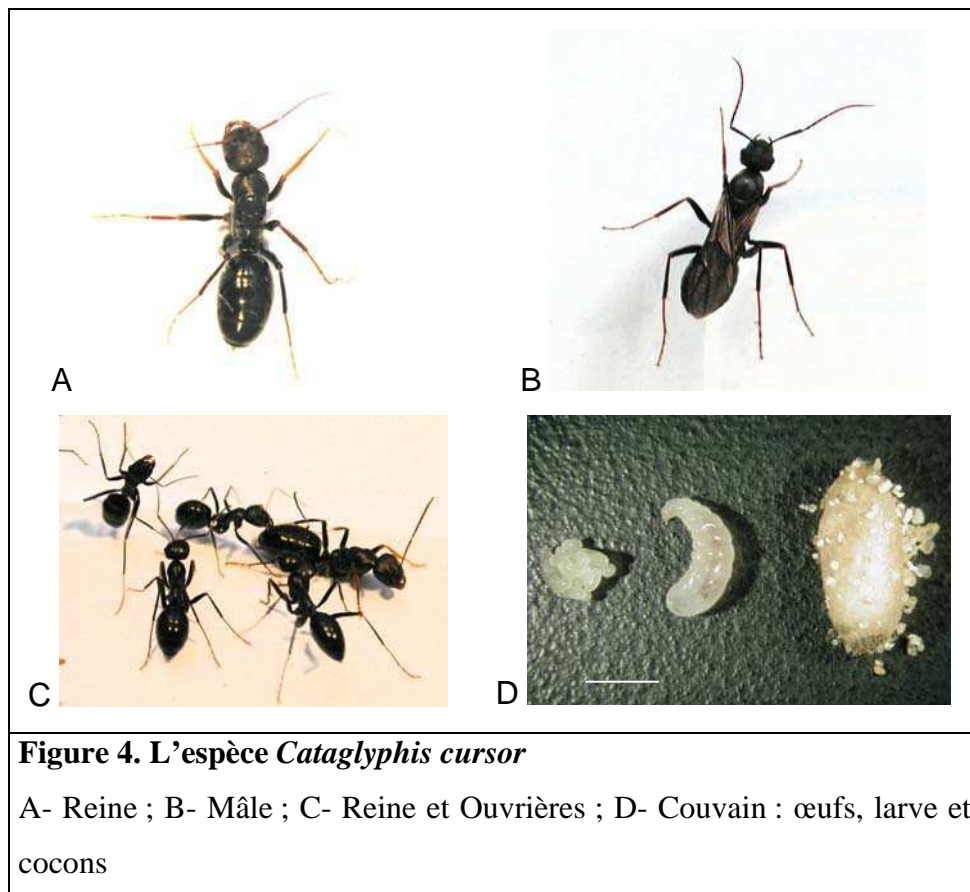 A
B
C
D
Figure 4. L'espèce Cataglyphis cursor
A- Reine ; B- Mâle ; C- Reine et Ouvrières ; D- Couvain : œufs, larve et
cocons